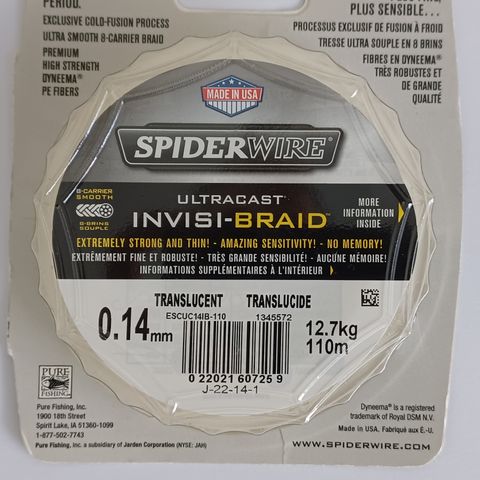 PERIOD.
EXCLUSIVE COLD-FUSION PROCESS
ULTRA SMOOTH 8-CARRIER BRAID
PREMIUM
HIGH STRENGTH
DYNEEMA®
PE FIBERS
PLUS SENSIBLE...
PROCESSUS EXCLUSIF DE FUSION À FROID
TRESSE ULTRA SOUPLE EN 8 BRINS
FIBRES EN DYNEEMA™
TRÈS ROBUSTES ET
DE GRANDE
QUALITÉ
MADE IN USA
SPIDERWIRE®
8-CARRIER
SMOOTH
8-BRINS
SOUPLE
ULTRACAST®
INVISI-BRAID™
MORE
INFORMATION
INSIDE
EXTREMELY STRONG AND THIN! - AMAZING SENSITIVITY! - NO MEMORY!
EXTRÊMEMENT FINE ET ROBUSTE! - TRÈS GRANDE SENSIBILITÉ! - AUCUNE MÉMOIRE!
INFORMATIONS SUPPLÉMENTAIRES À L'INTÉRIEUR
TRANSLUCENT TRANSLUCIDE
ESCUC14IB-110 1345572
0.14mm
12.7kg
110m
0 22021 60725 9
J-22-14-1
PURE
FISHING
Pure Fishing, Inc.
1900 18th Street
Spirit Lake, IA 51360-1099
1-877-502-7743
Pure Fishing, Inc. a subsidiary of Jarden Corporation (NYSE: JAH)
Dyneema® is a registered
trademark of Royal DSM N.V.
Made in U.S.A. Fabriqué aux É.-U.
WWW.SPIDERWIRE.COM